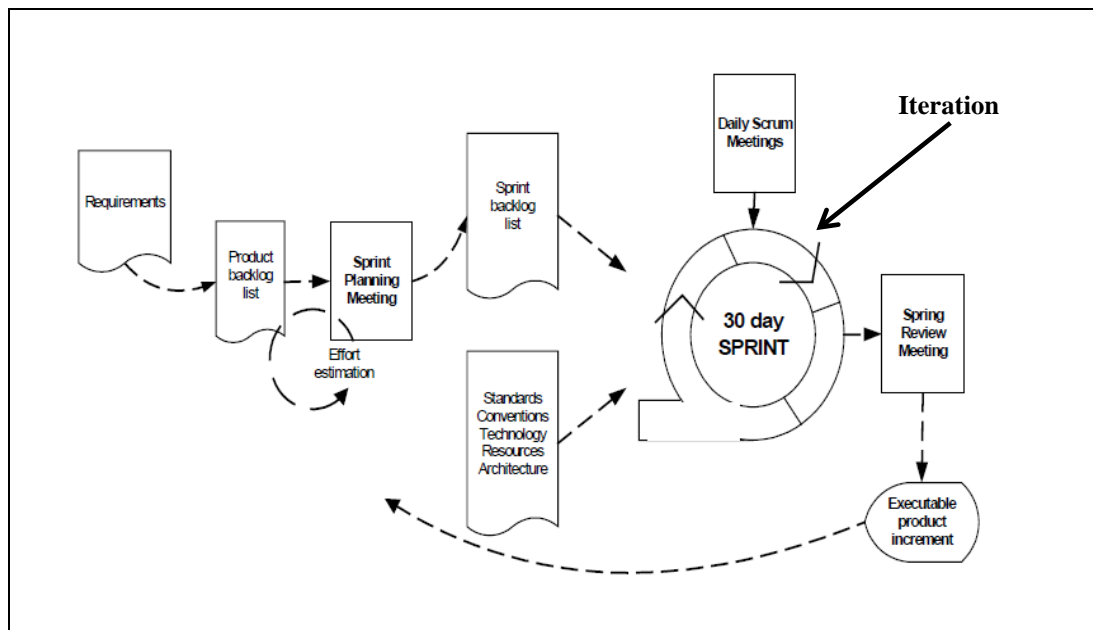 Requirements
Product
backlog
list
Sprint
Planning
Meeting
Effort
estimation
Sprint
backlog
list
Standards
Conventions
Technology
Resources
Architecture
Daily Scrum
Meetings
Iteration
30 day
SPRINT
Spring
Review
Meeting
Executable
product
increment